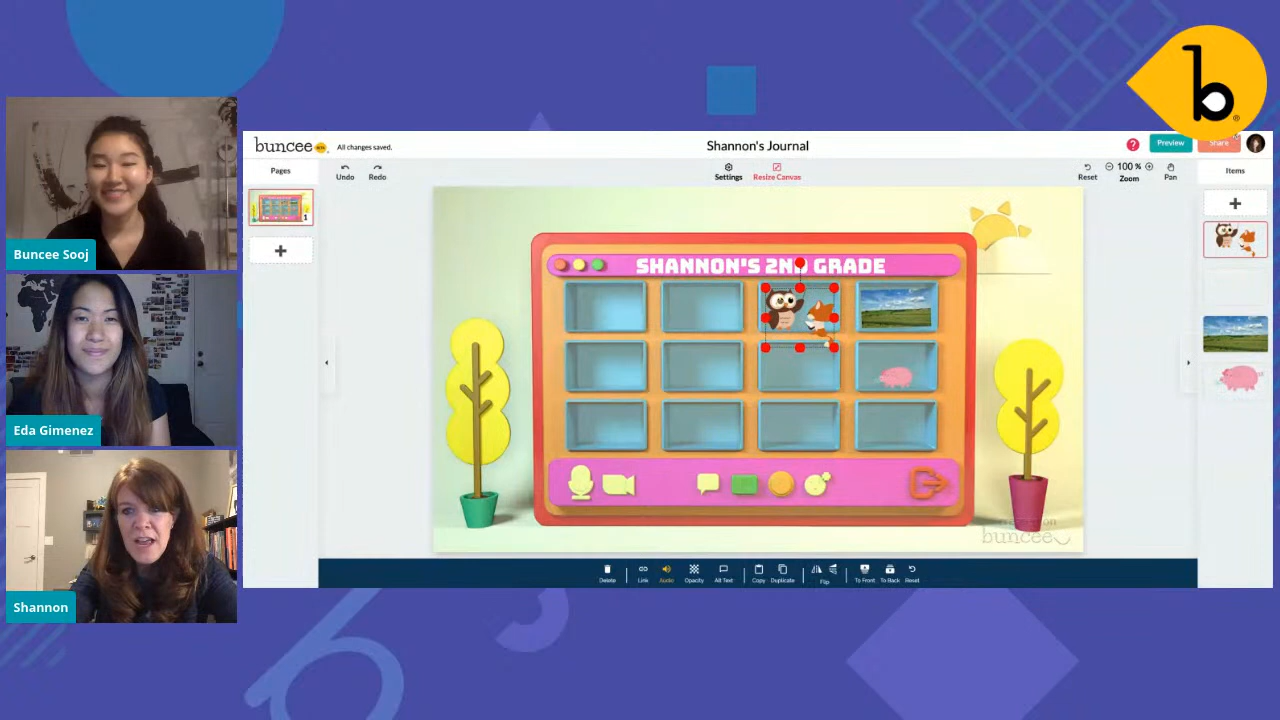 b
®
buncee
All changes saved.
Shannon's Journal
?
Preview
Share
Pages
Undo
Redo
Settings
Resize Canvas
Reset
100 %
Zoom
Pan
Items
1
SHANNON'S 2ND GRADE
buncee
Delete
Link
Audio
Opacity
Alt Text
Copy
Duplicate
Flip
To Front
To Back
Reset
Buncee Sooj
Eda Gimenez
Shannon